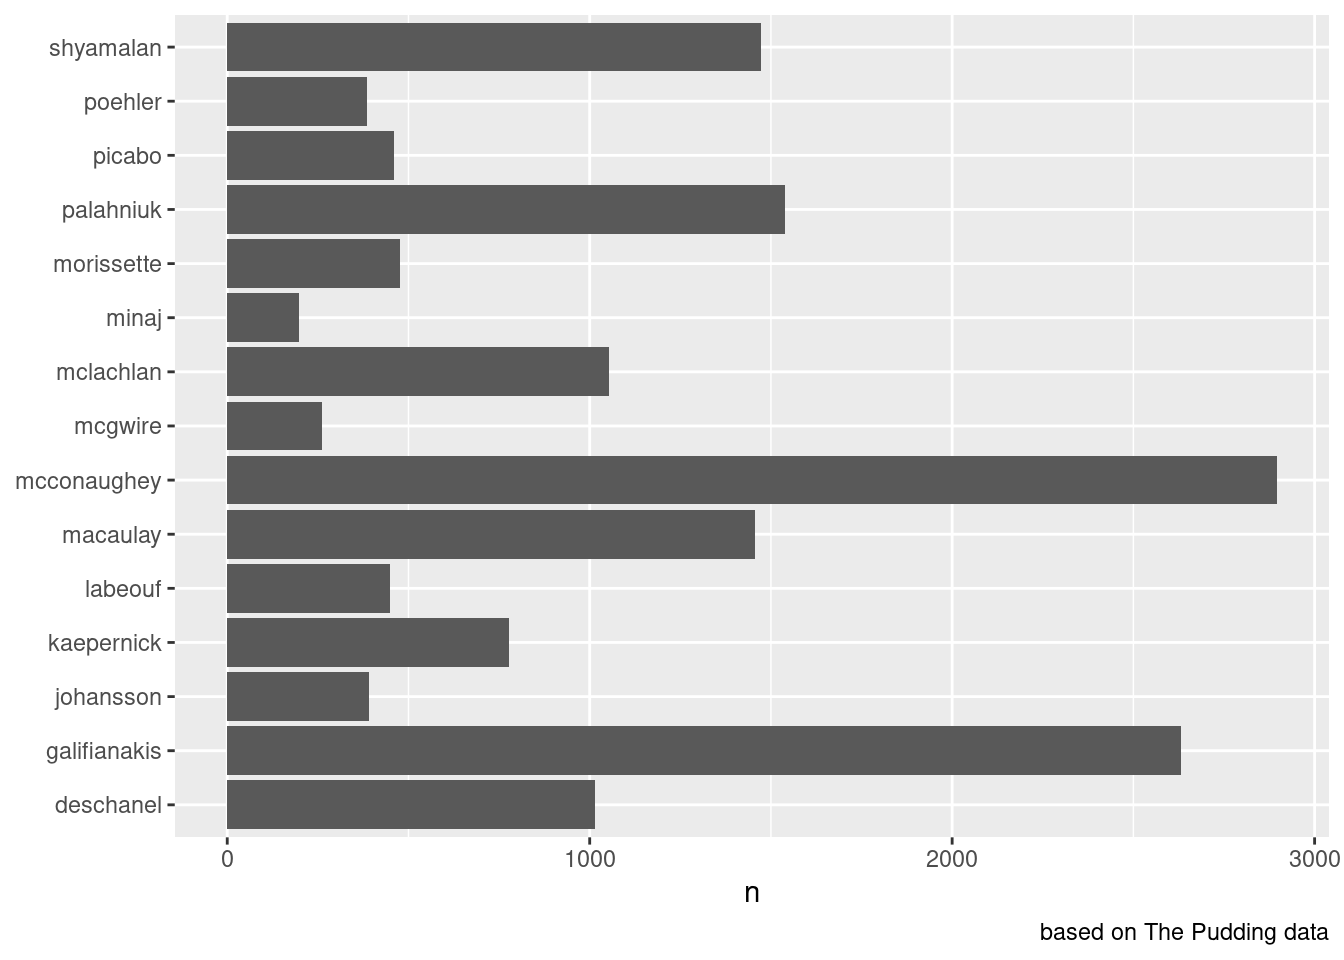 shyamalan
poehler
picabo
palahniuk
morissette
minaj
mclachlan
mcgwire
mcconaughey
macaulay
labeouf
kaepernick
johansson
galifianakis
deschanel
0 1000 2000 3000
n
based on The Pudding data